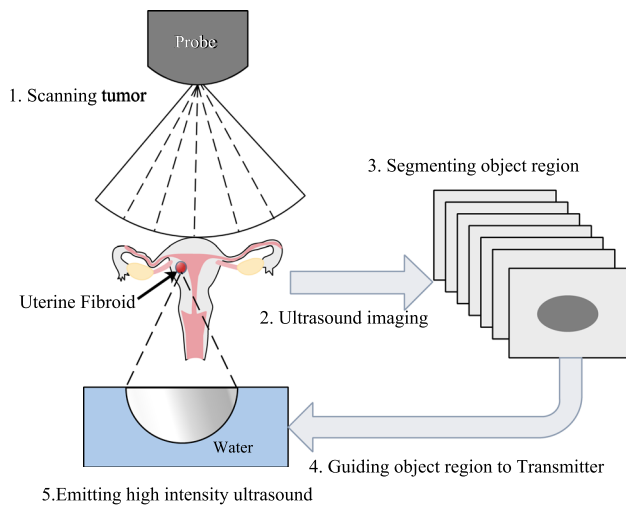 Probe
1. Scanning tumor
3. Segmenting object region
Uterine Fibroid
2. Ultrasound imaging
Water
4. Guiding object region to Transmitter
5.Emitting high intensity ultrasound